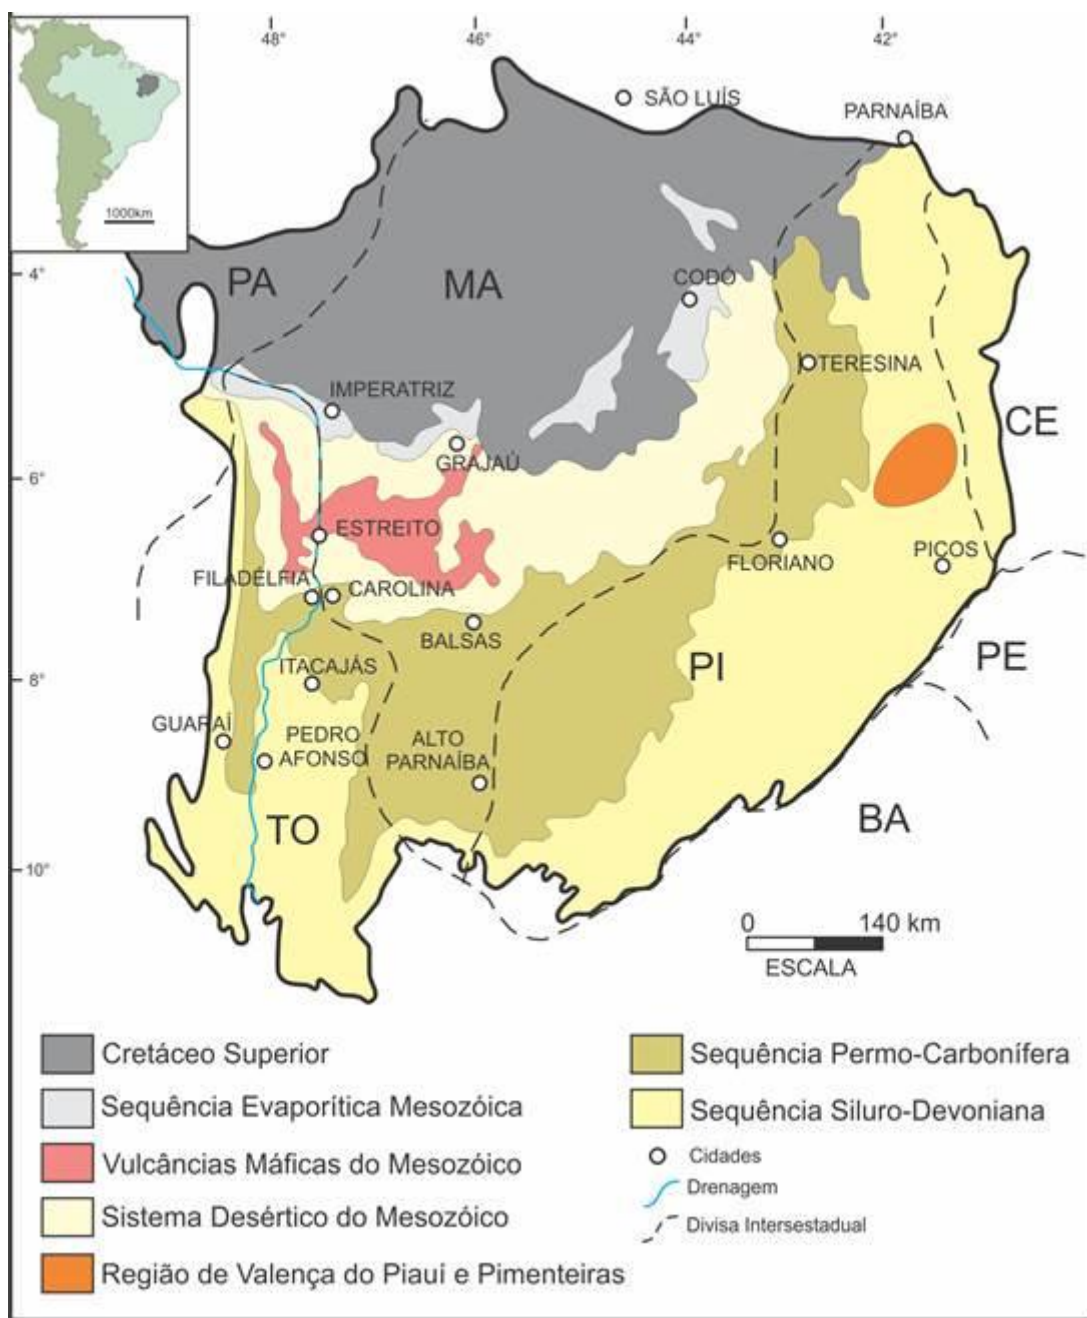 48°
46°
44°
42°
1000km
SÃO LUÍS
PARNAÍBA
4°
PA
MA
CODÓ
TERESINA
IMPERATRIZ
CE
GRAJAÚ
6°
ESTREITO
FLORIANO
PICOS
FILADELFIA
CAROLINA
BALSAS
PI
PE
ITACAJÁS
8°
GUARAÍ
PEDRO
AFONSO
ALTO
PARNAÍBA
TO
BA
10°
0 140 km
ESCALA
Cretáceo Superior
Sequência Evaporítica Mesozóica
Vulcâncias Máficas do Mesozóico
Sistema Desértico do Mesozóico
Região de Valença do Piaui e Pimenteiras
Sequência Permo-Carbonífera
Sequência Siluro-Devoniana
Cidades
Drenagem
Divisa Intersestadual